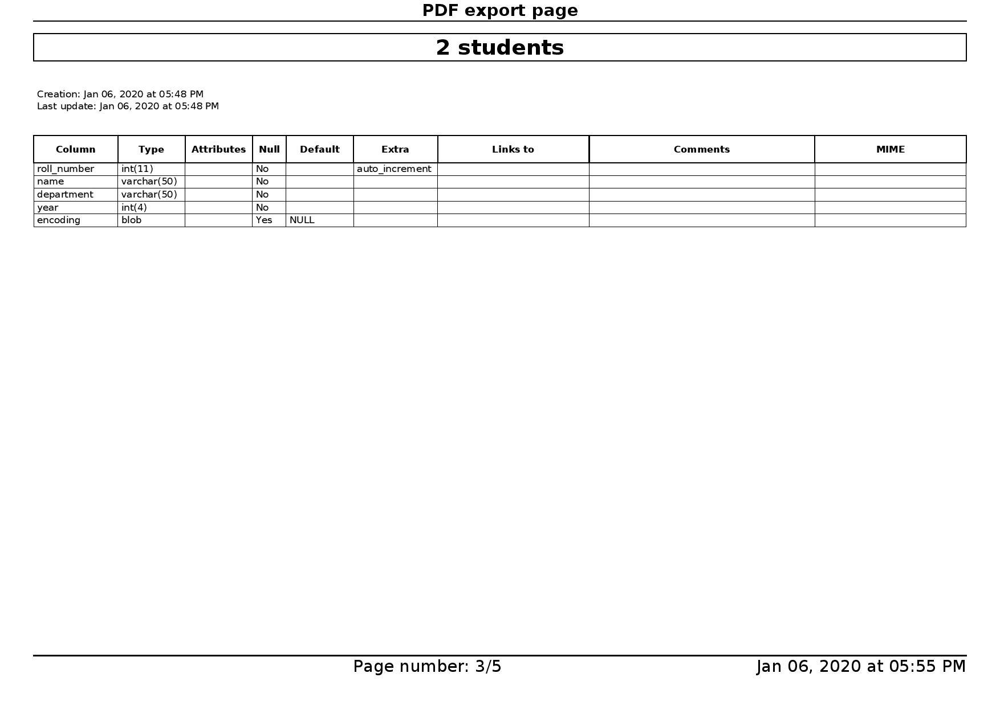 PDF export page
2 students
Creation: Jan 06, 2020 at 05:48 PM
Last update: Jan 06, 2020 at 05:48 PM
Column Type Attributes Null Default Extra Links to Comments MIME
roll_number int(11) No auto_increment
name varchar(50) No
department varchar(50) No
year int(4) No
encoding blob Yes NULL
Page number: 3/5 Jan 06, 2020 at 05:55 PM